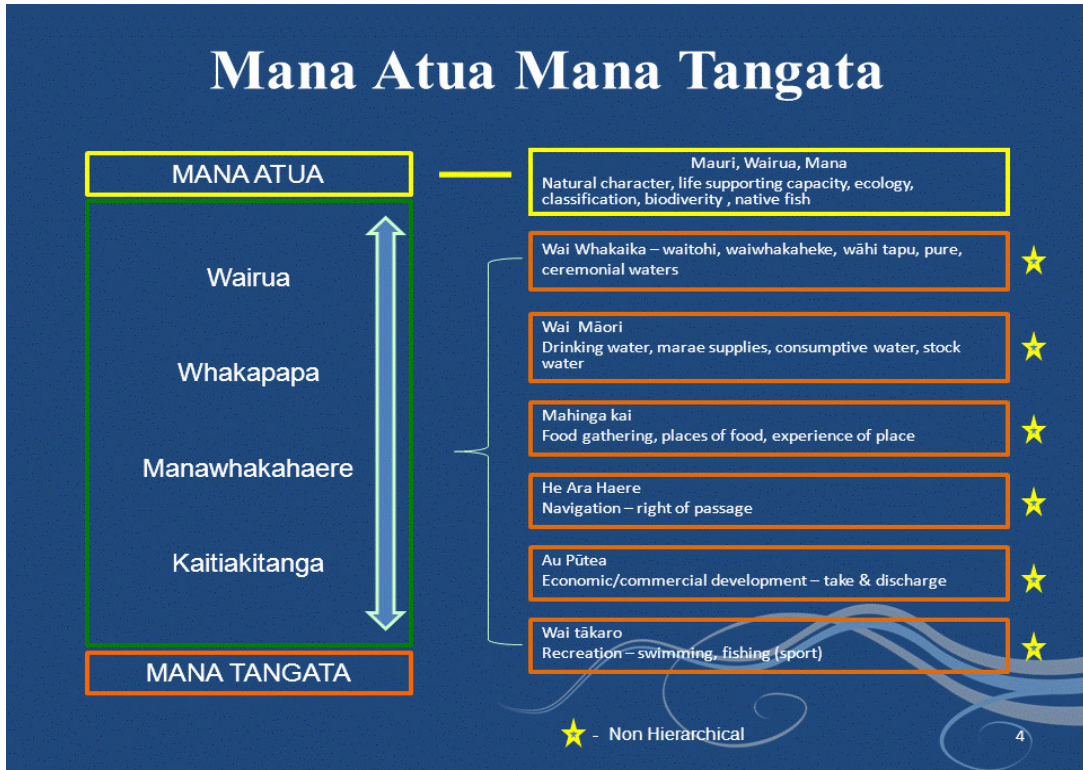 Mana Atua Mana Tangata
MANA ATUA
Wairua
Whakapapa
Manawhakahaere
Kaitiakitanga
MANA TANGATA
Mauri, Wairua, Mana
Natural character, life supporting capacity, ecology,
classification, biodiverity , native fish
Wai Whakaika – waitohi, waiwhakaheke, wāhi tapu, pure,
ceremonial waters
Wai Māori
Drinking water, marae supplies, consumptive water, stock
water
Mahinga kai
Food gathering, places of food, experience of place
He Ara Haere
Navigation – right of passage
Au Pūtea
Economic/commercial development – take & discharge
Wai tākaro
Recreation – swimming, fishing (sport)
- Non Hierarchical
4